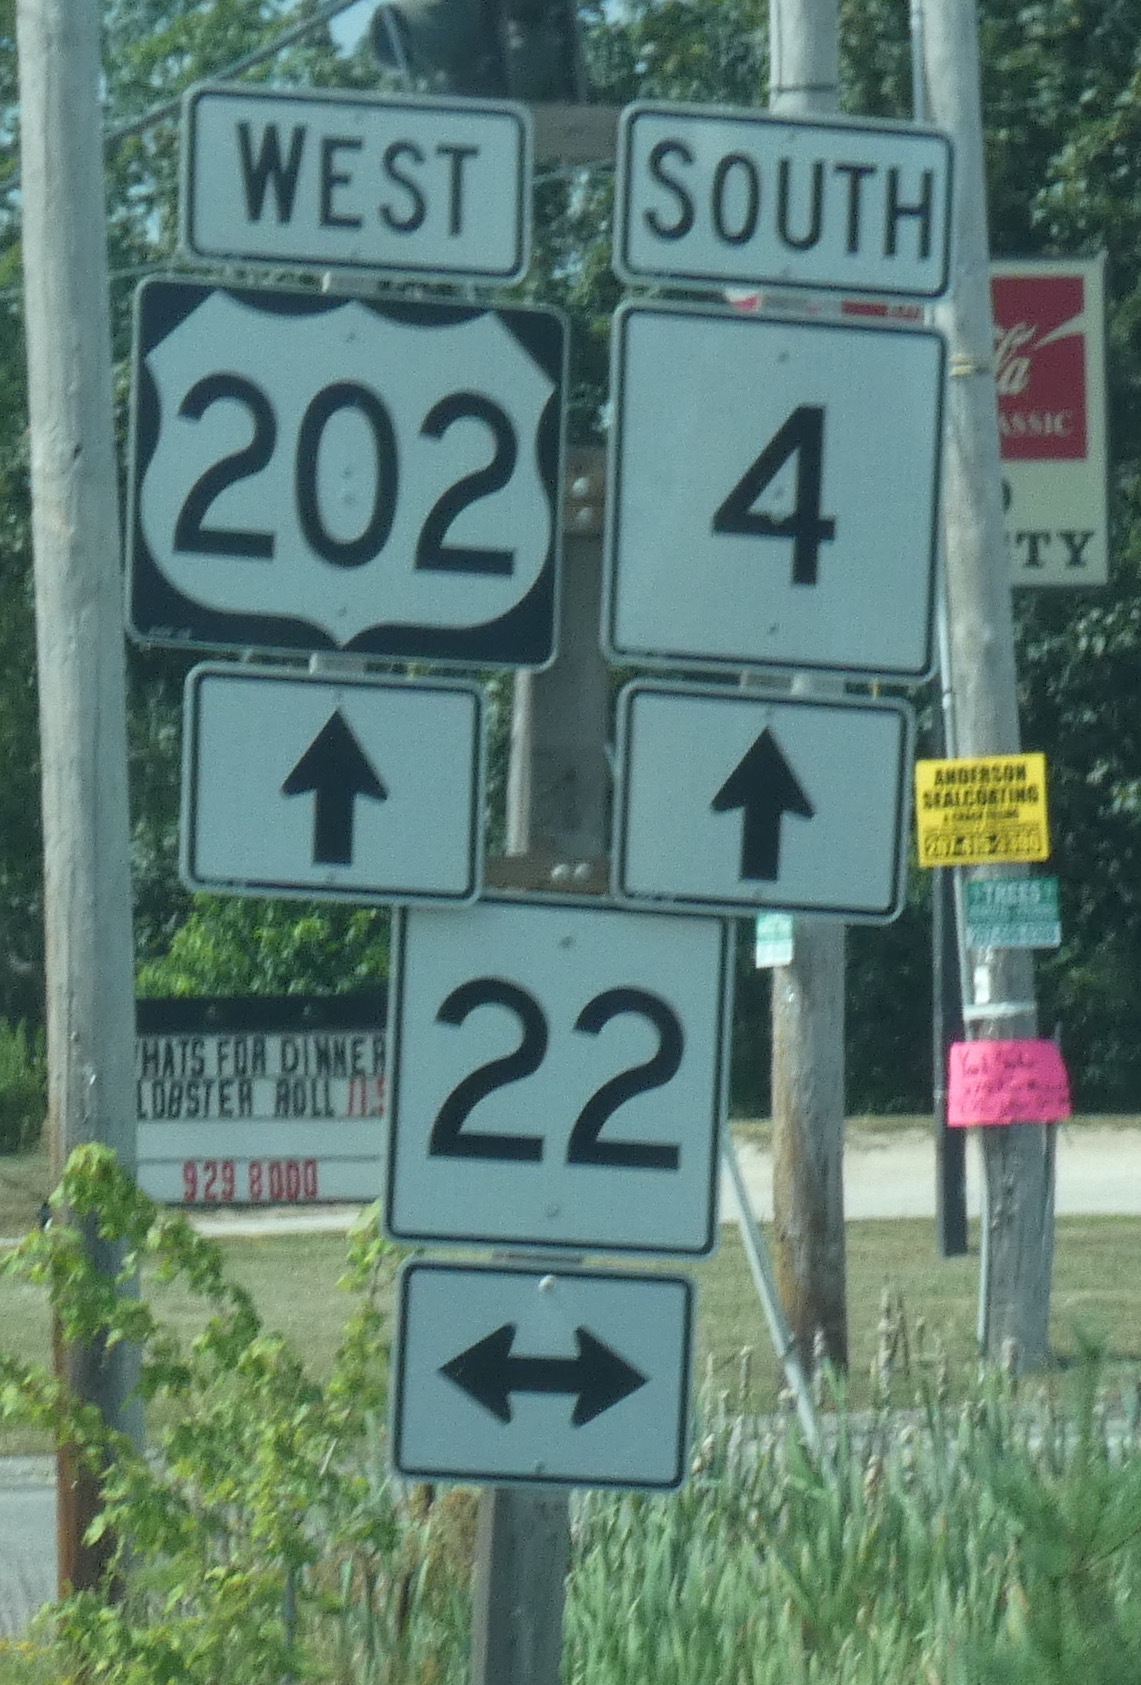 WEST
SOUTH
202
4
22
ASSIC
TY
ANDERSON
SEALCOATING
TREES
HATS FOR DINNER
LOBSTER ROLL
929 8000